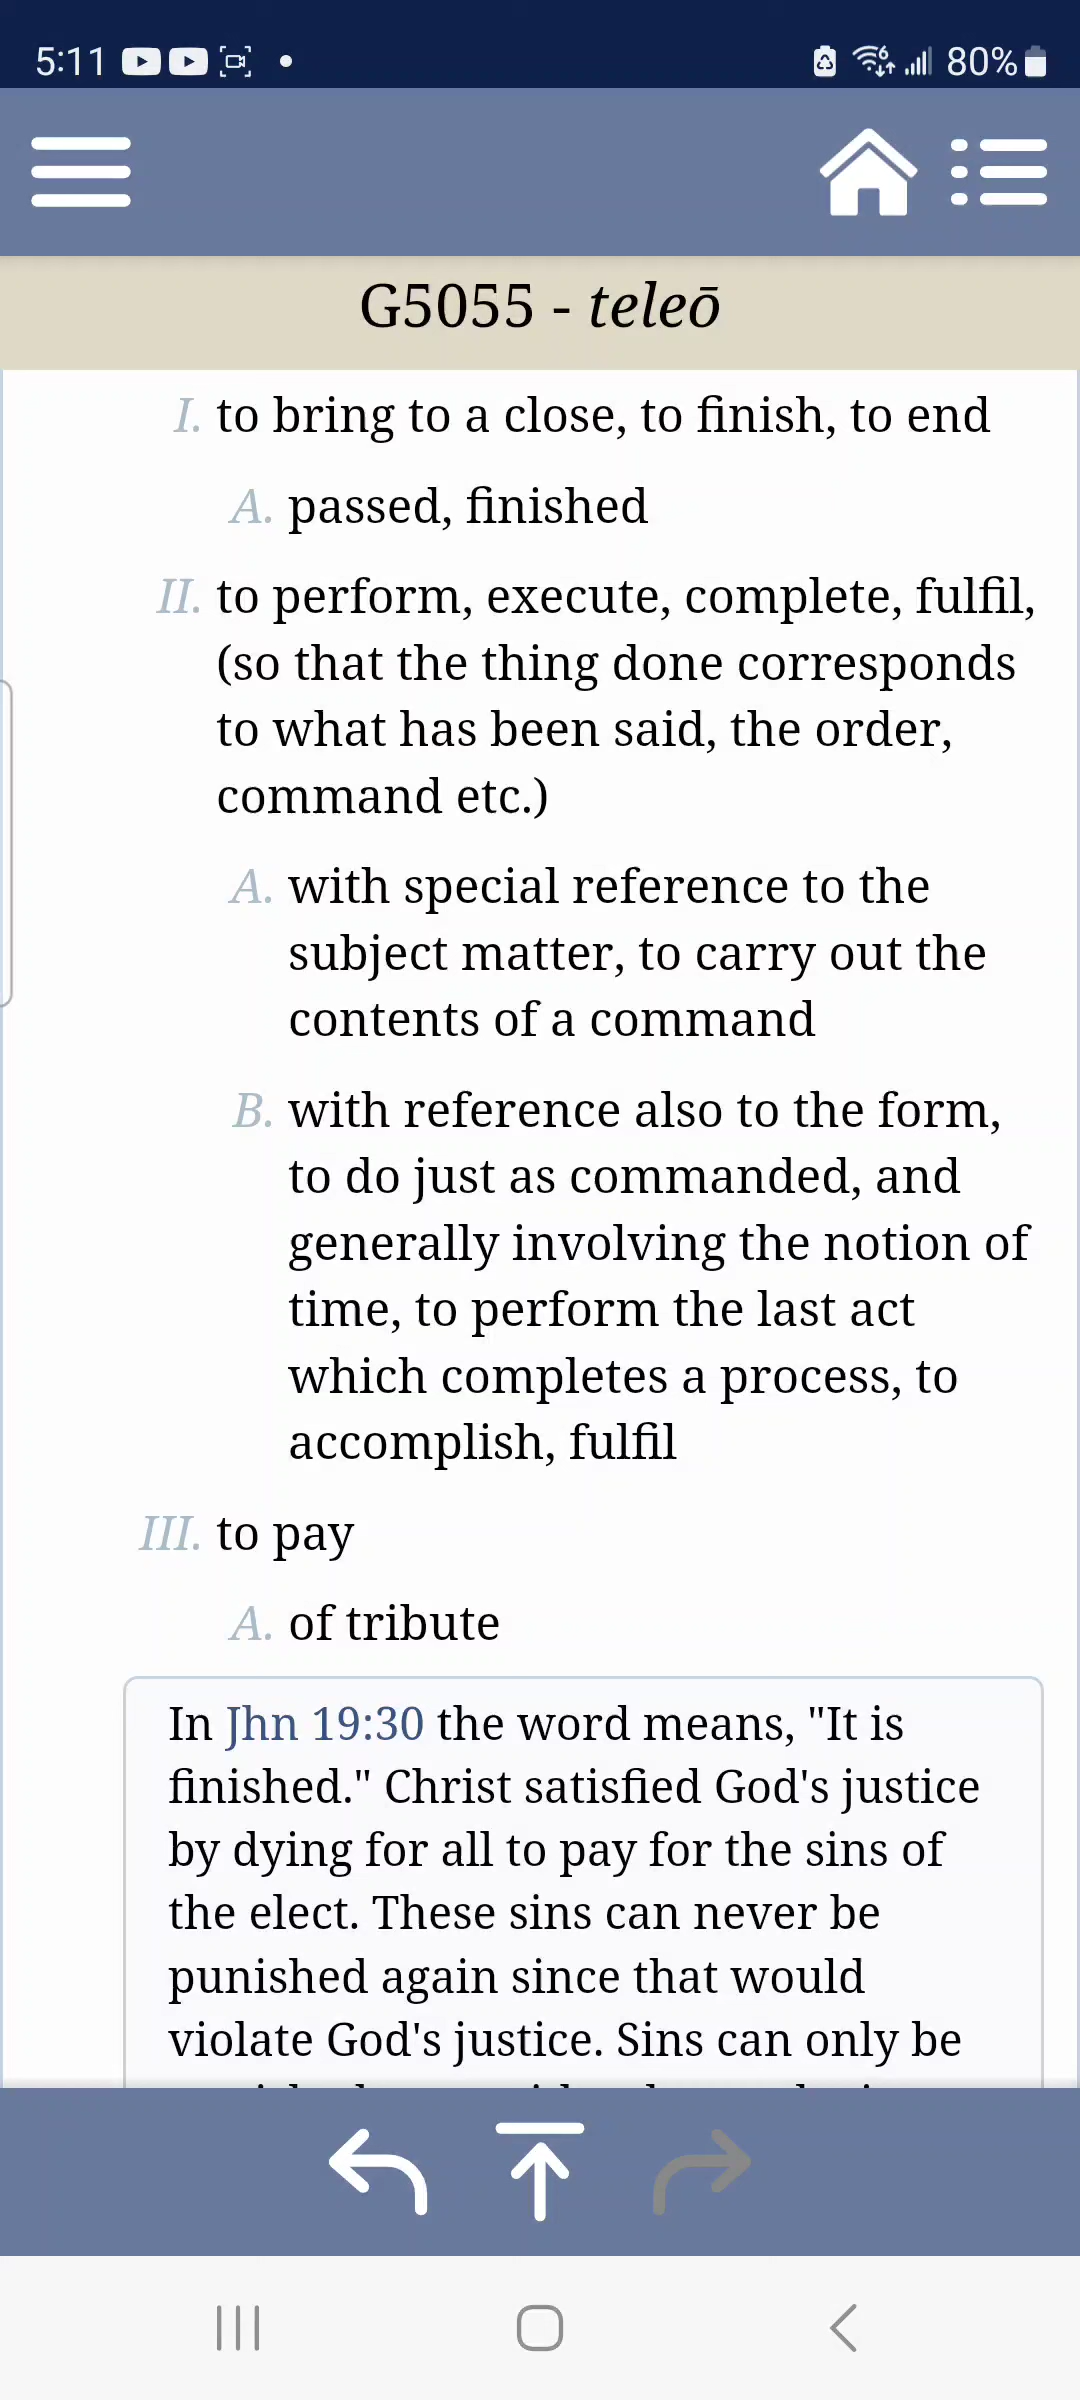 5:11 80%
G5055 - teleō
I. to bring to a close, to finish, to end
A. passed, finished
II. to perform, execute, complete, fulfil,
(so that the thing done corresponds
to what has been said, the order,
command etc.)
A. with special reference to the
subject matter, to carry out the
contents of a command
B. with reference also to the form,
to do just as commanded, and
generally involving the notion of
time, to perform the last act
which completes a process, to
accomplish, fulfil
III. to pay
A. of tribute
In Jhn 19:30 the word means, "It is
finished." Christ satisfied God's justice
by dying for all to pay for the sins of
the elect. These sins can never be
punished again since that would
violate God's justice. Sins can only be